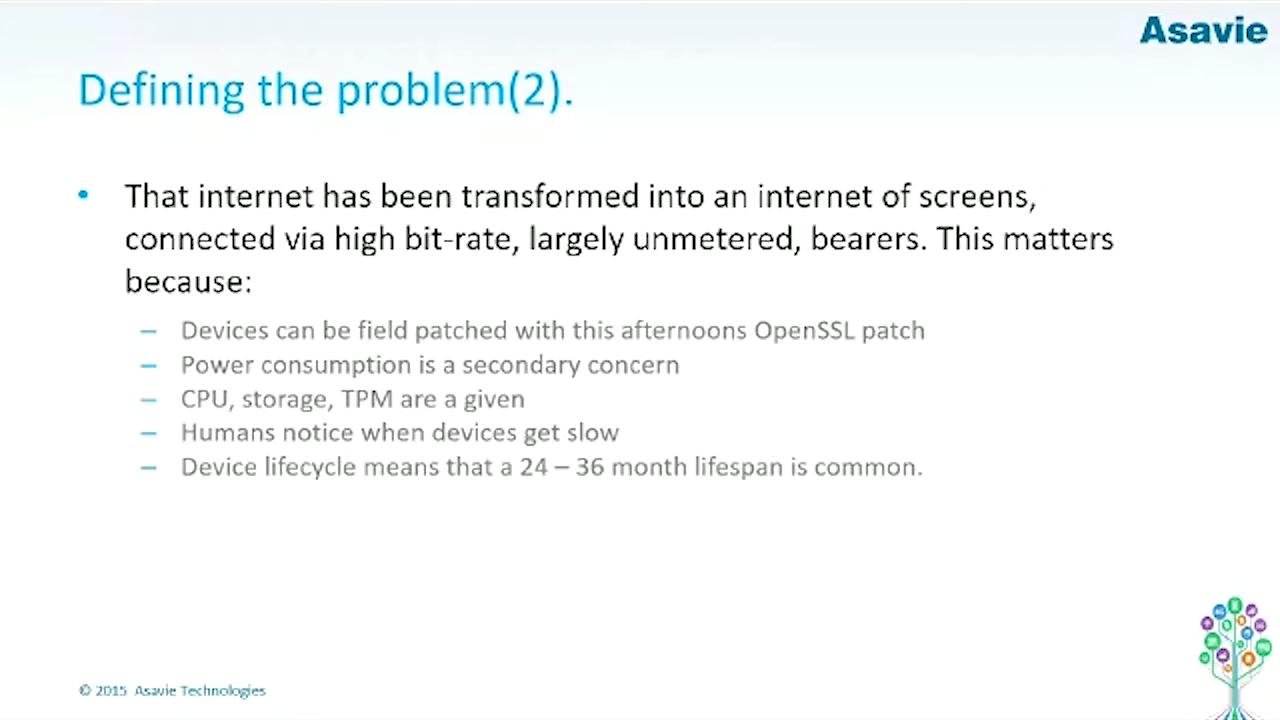 Asavie
Defining the problem(2).
• That internet has been transformed into an internet of screens,
connected via high bit-rate, largely unmetered, bearers. This matters
because:
– Devices can be field patched with this afternoons OpenSSL patch
– Power consumption is a secondary concern
– CPU, storage, TPM are a given
– Humans notice when devices get slow
– Device lifecycle means that a 24 – 36 month lifespan is common.
© 2015 Asavie Technologies